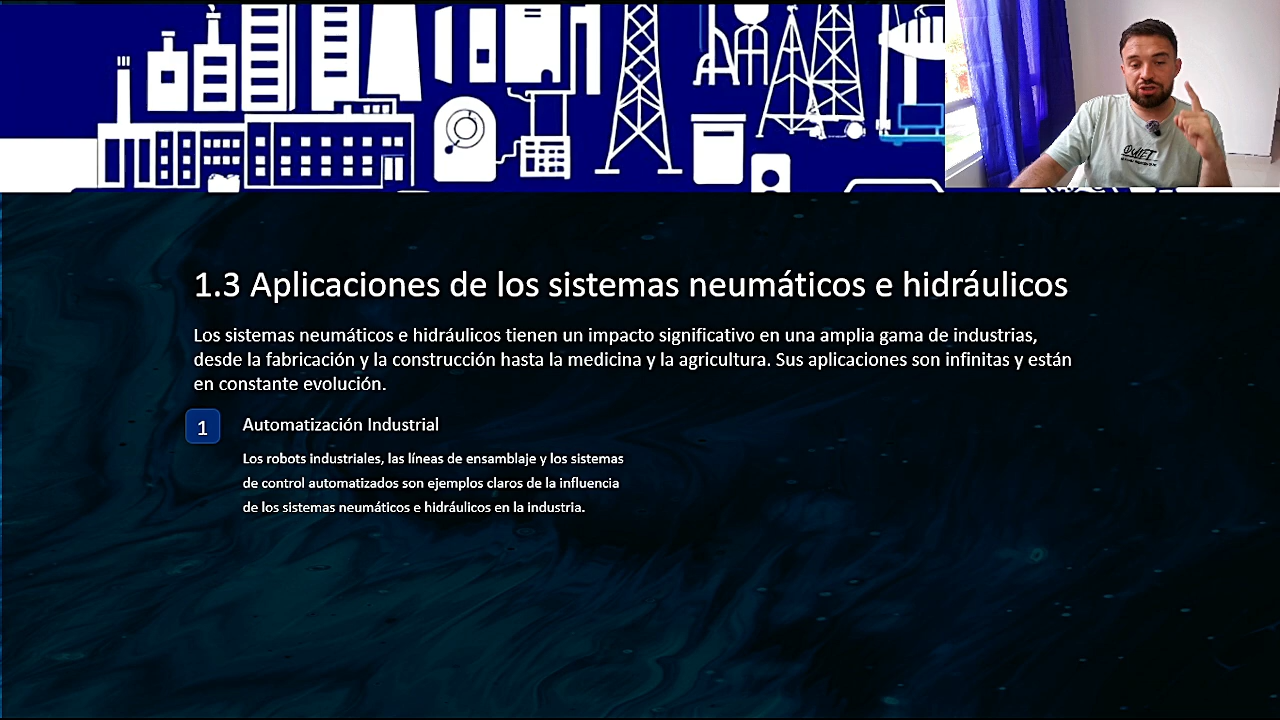 QUIET
1.3 Aplicaciones de los sistemas neumáticos e hidráulicos
Los sistemas neumáticos e hidráulicos tienen un impacto significativo en una amplia gama de industrias,
desde la fabricación y la construcción hasta la medicina y la agricultura. Sus aplicaciones son infinitas y están
en constante evolución.
1 Automatización Industrial
Los robots industriales, las líneas de ensamblaje y los sistemas
de control automatizados son ejemplos claros de la influencia
de los sistemas neumáticos e hidráulicos en la industria.